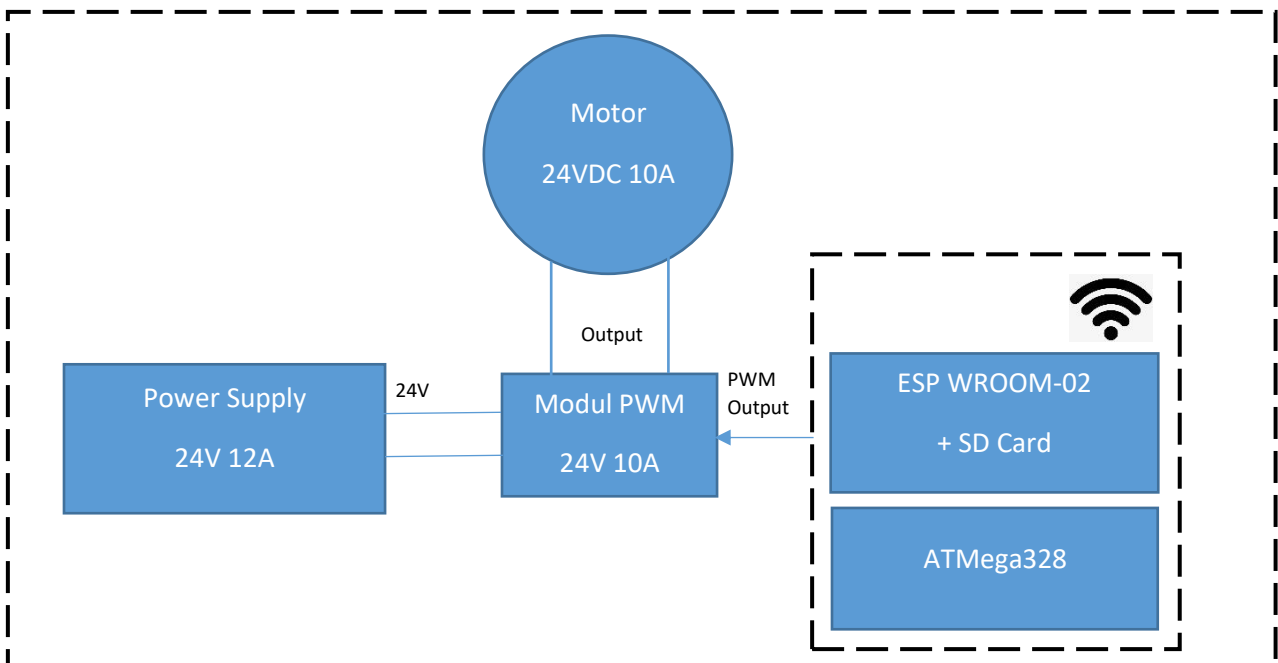 Motor
24VDC 10A
Output
Power Supply
24V 12A
24V
Modul PWM
24V 10A
PWM
Output
ESP WROOM-02
+ SD Card
ATMega328